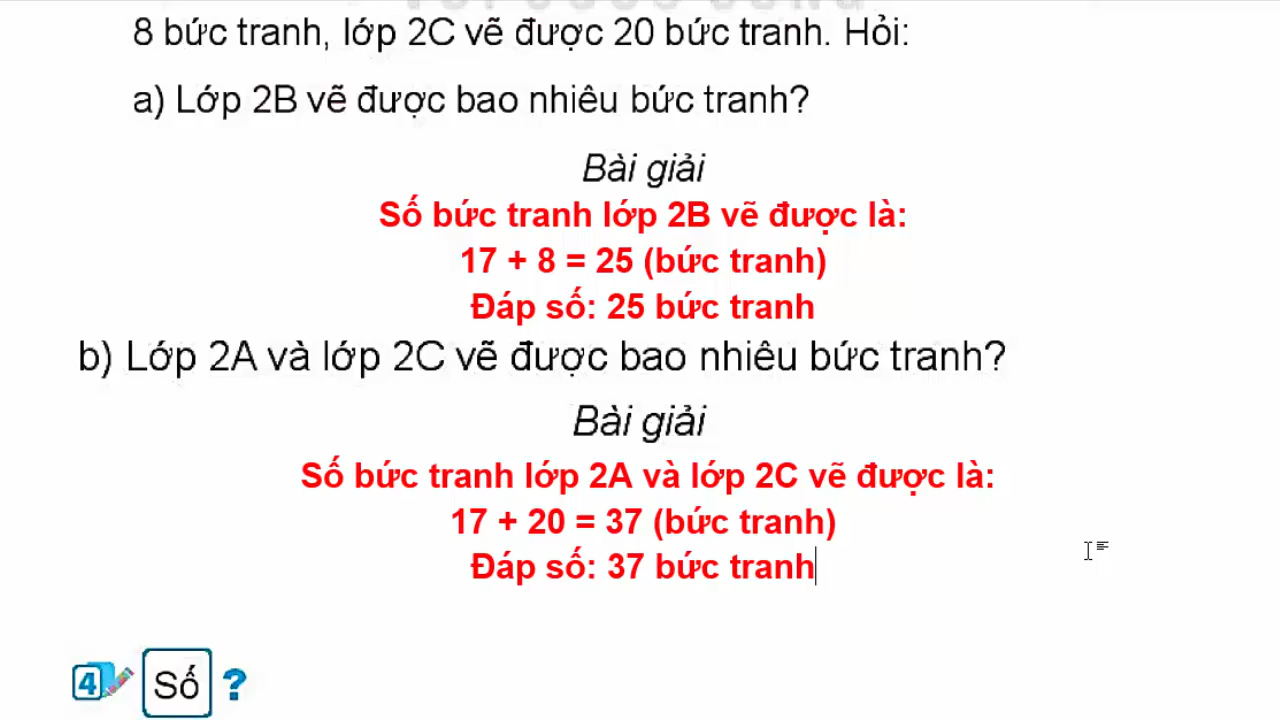 8 bức tranh, lớp 2C vẽ được 20 bức tranh. Hỏi:
a) Lớp 2B vẽ được bao nhiêu bức tranh?
Bài giải
Số bức tranh lớp 2B vẽ được là:
17 + 8 = 25 (bức tranh)
Đáp số: 25 bức tranh
b) Lớp 2A và lớp 2C vẽ được bao nhiêu bức tranh?
Bài giải
Số bức tranh lớp 2A và lớp 2C vẽ được là:
17 + 20 = 37 (bức tranh)
Đáp số: 37 bức tranh
4 Số ?